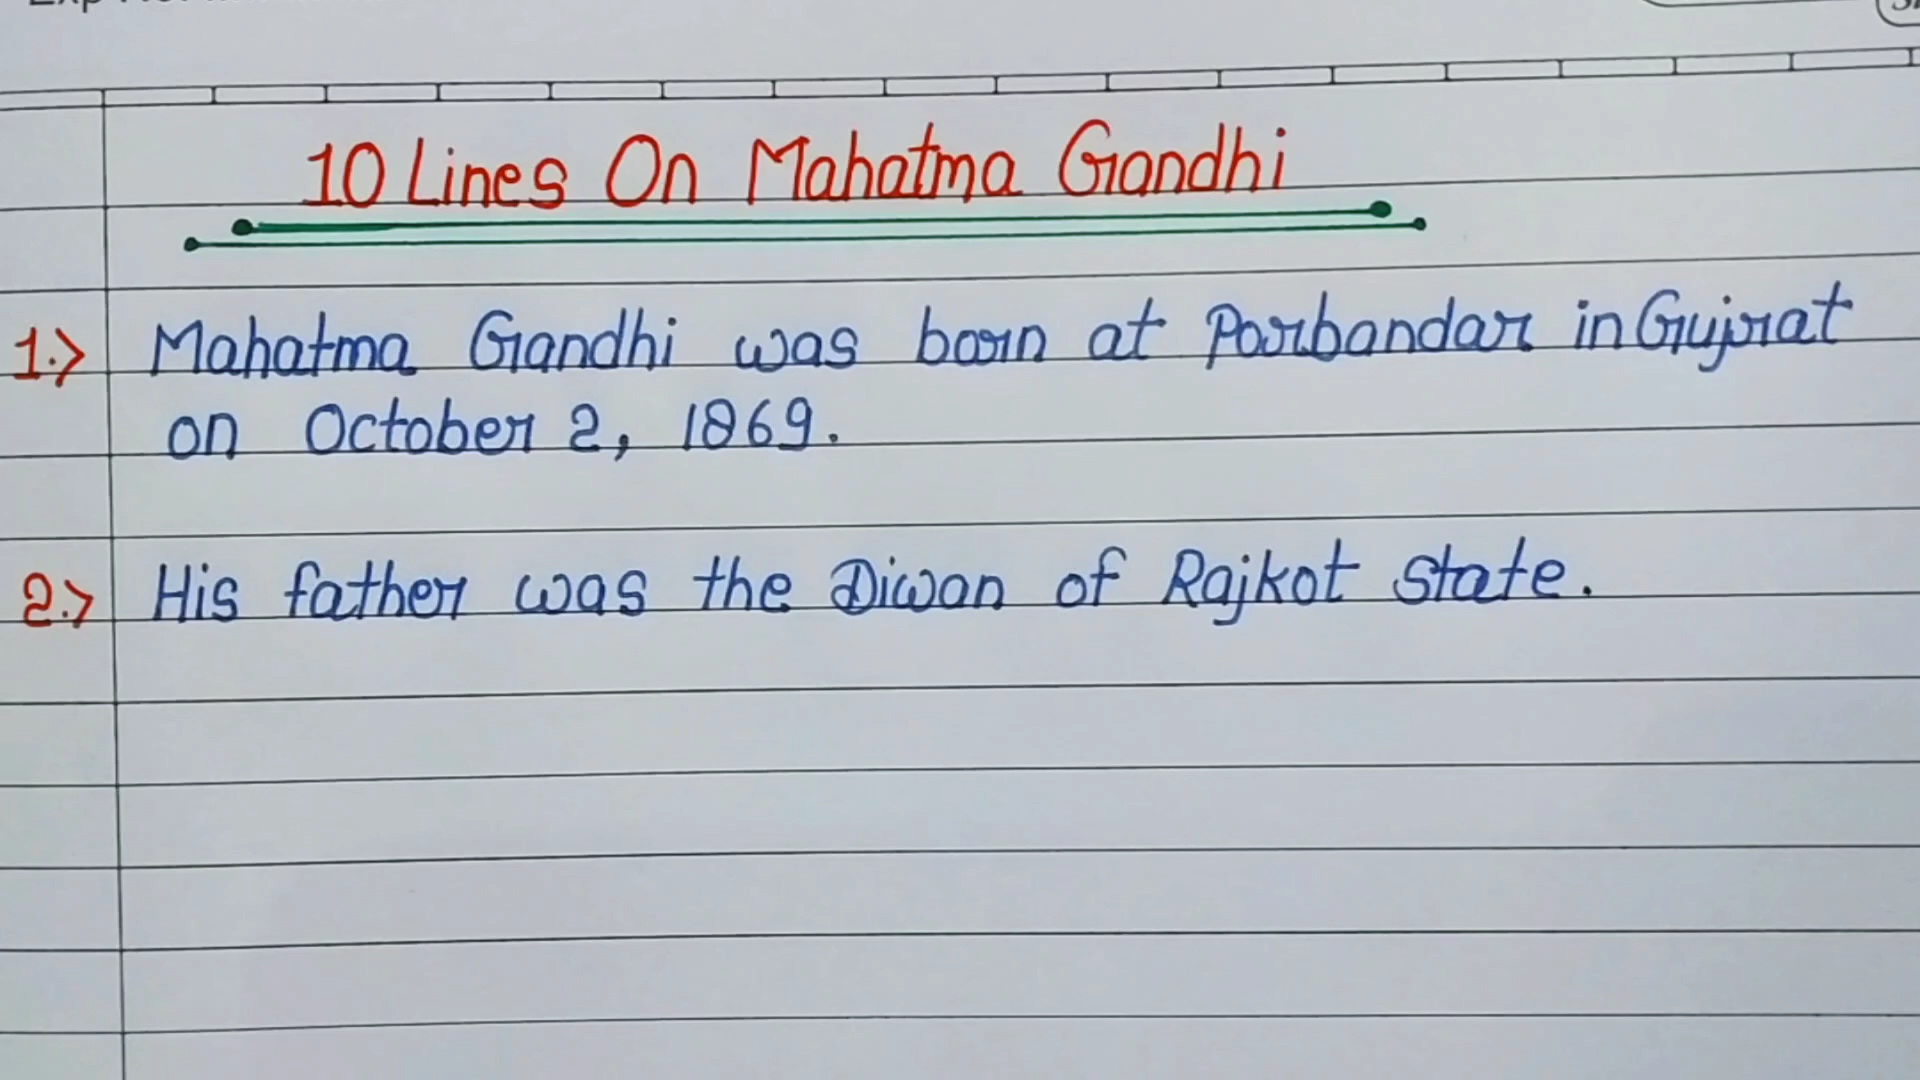 10 Lines On Mahatma Gandhi
1.> Mahatma Gandhi was born at Porbandar in Gujrat
on October 2, 1869.
2.> His father was the Diwan of Rajkot state.